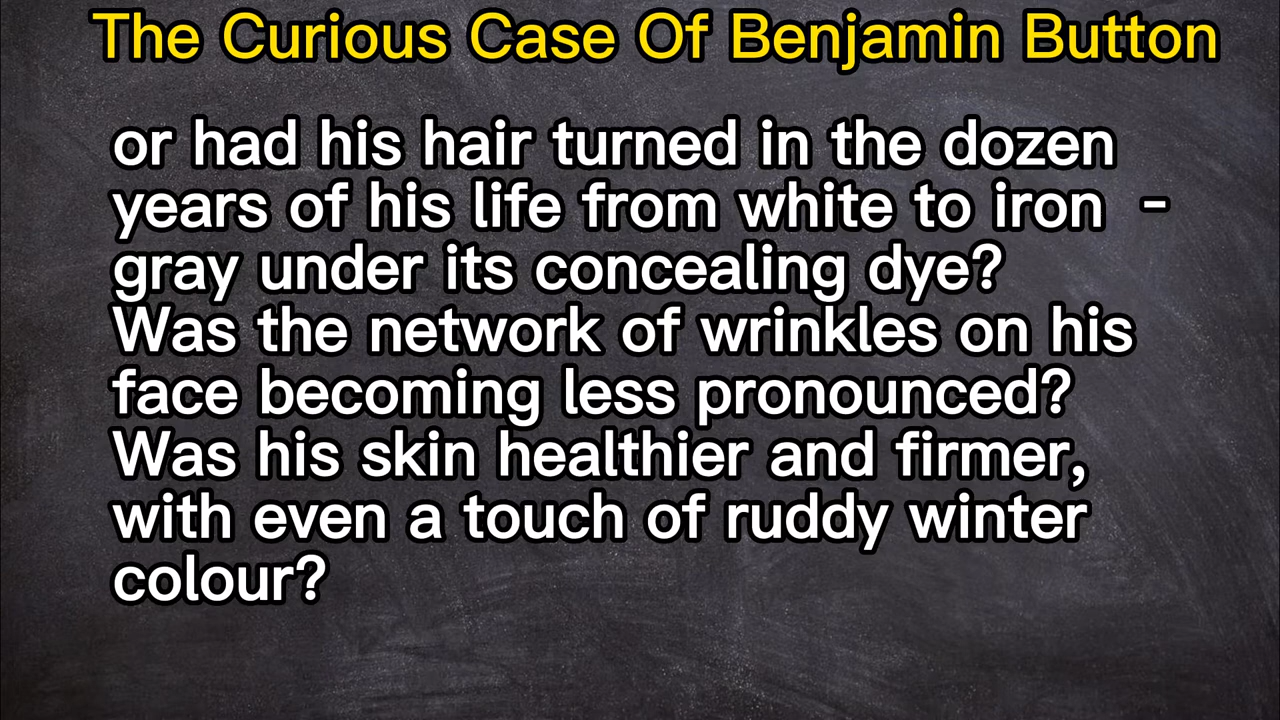 The Curious Case Of Benjamin Button
or had his hair turned in the dozen
years of his life from white to iron -
gray under its concealing dye?
Was the network of wrinkles on his
face becoming less pronounced?
Was his skin healthier and firmer,
with even a touch of ruddy winter
colour?